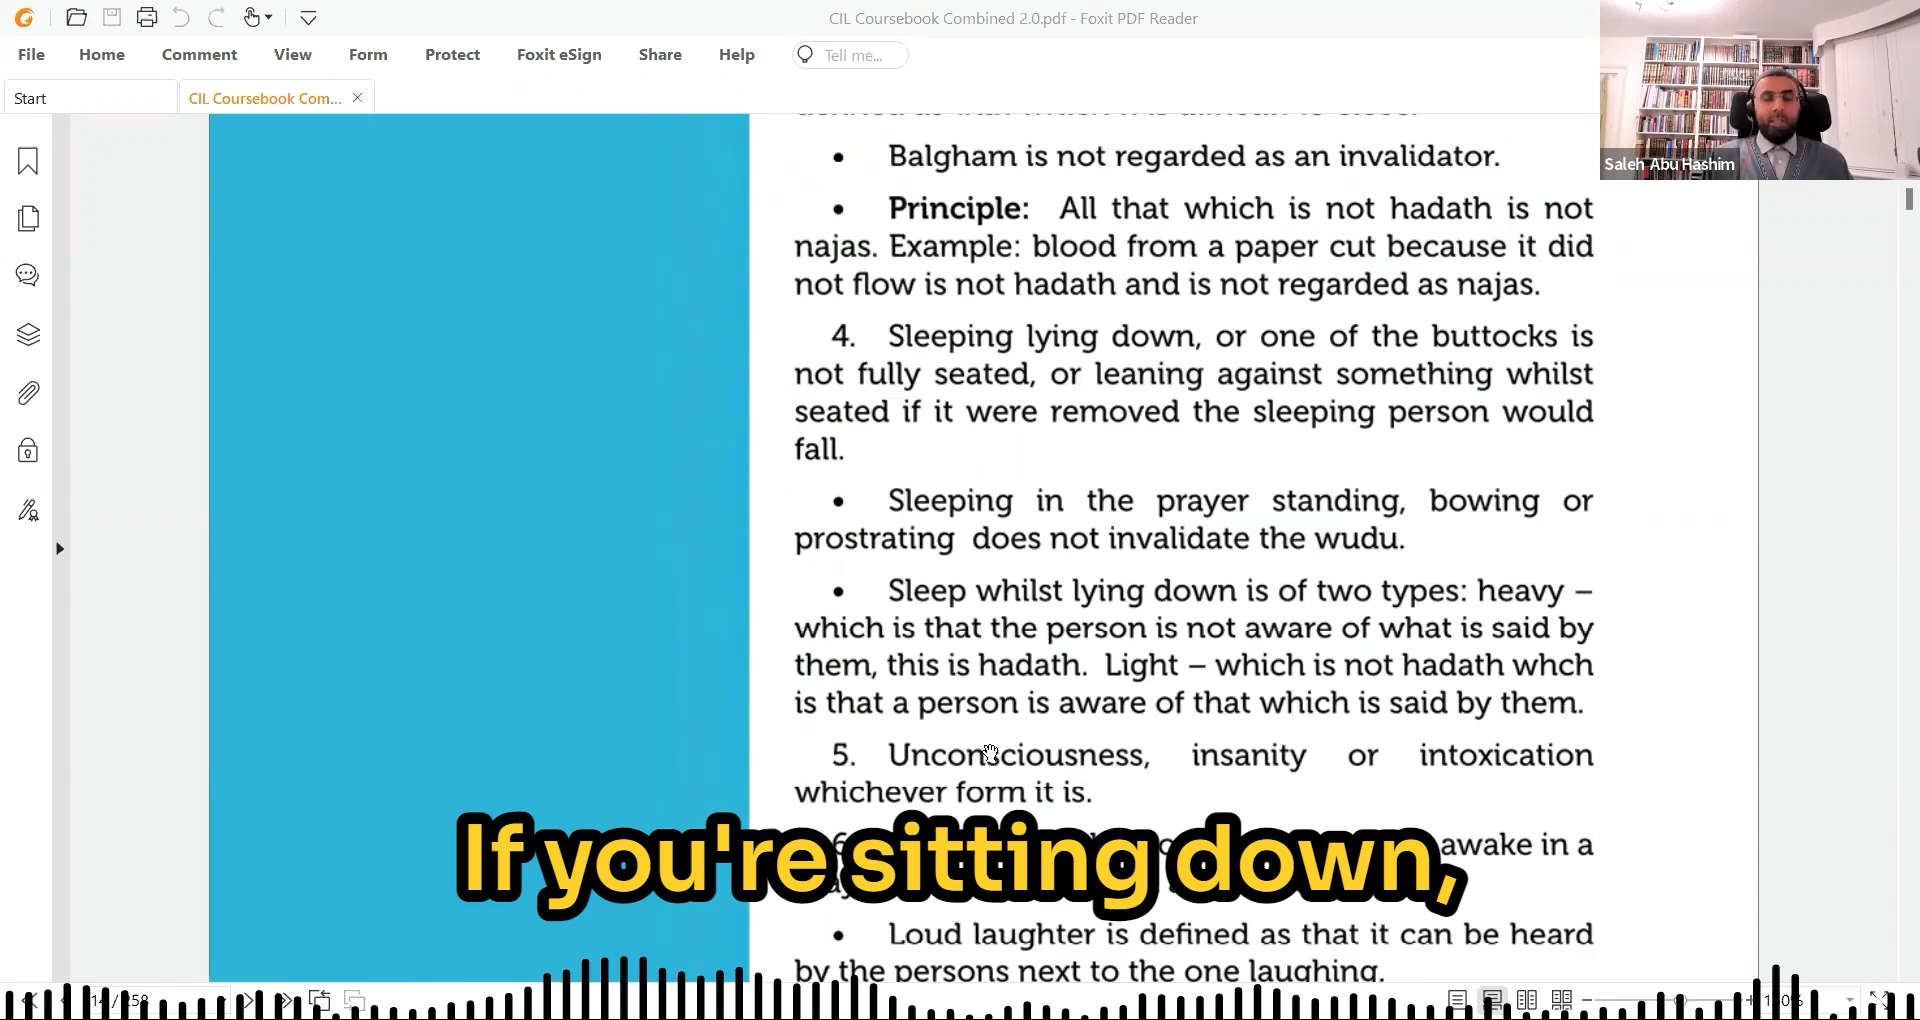 CIL Coursebook Combined 2.0.pdf - Foxit PDF Reader
File Home Comment View Form Protect Foxit eSign Share Help Tell me...
Start CIL Coursebook Com...
Saleh Abu Hashim
• Balgham is not regarded as an invalidator.
• Principle: All that which is not hadath is not
najas. Example: blood from a paper cut because it did
not flow is not hadath and is not regarded as najas.
4. Sleeping lying down, or one of the buttocks is
not fully seated, or leaning against something whilst
seated if it were removed the sleeping person would
fall.
• Sleeping in the prayer standing, bowing or
prostrating does not invalidate the wudu.
• Sleep whilst lying down is of two types: heavy –
which is that the person is not aware of what is said by
them, this is hadath. Light – which is not hadath whch
is that a person is aware of that which is said by them.
5. Unconsciousness, insanity or intoxication
whichever form it is.
6. awake in a
If you're sitting down,
• Loud laughter is defined as that it can be heard
by the persons next to the one laughing.